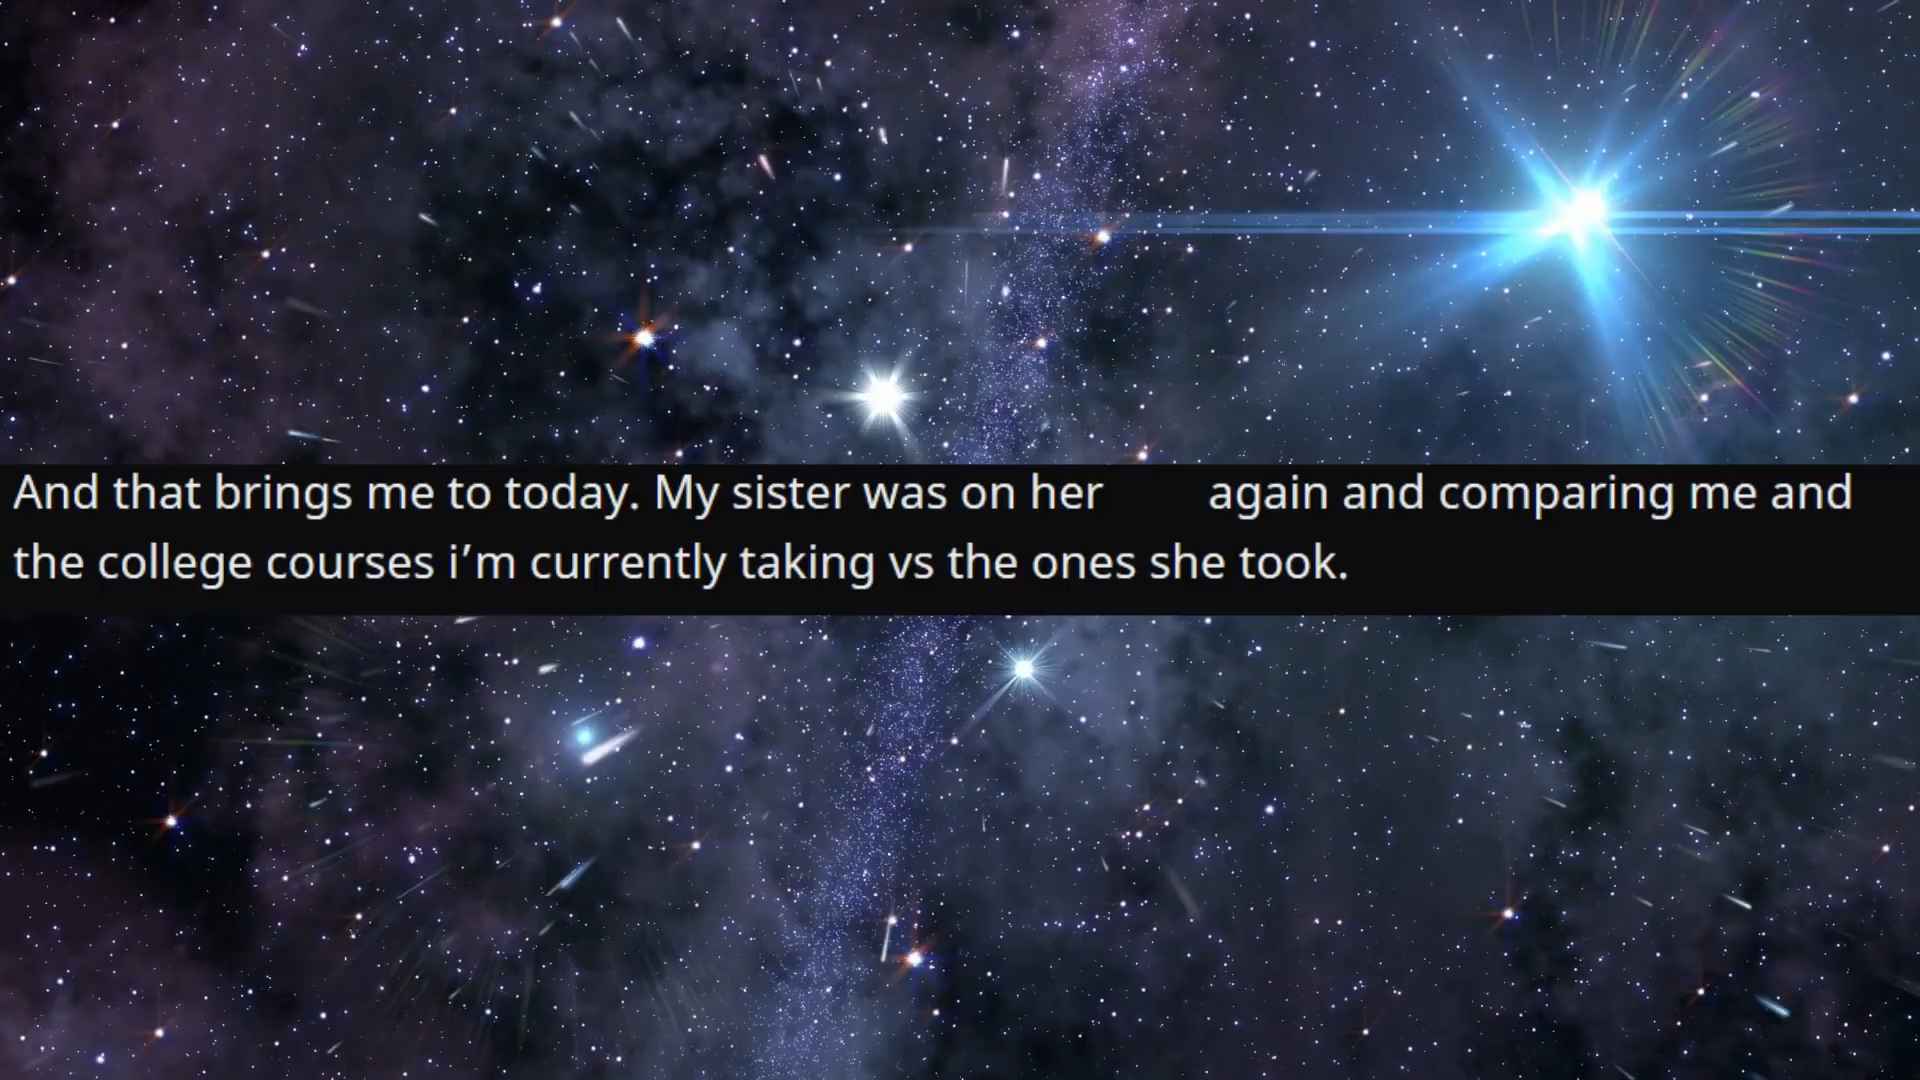 And that brings me to today. My sister was on her again and comparing me and
the college courses i’m currently taking vs the ones she took.